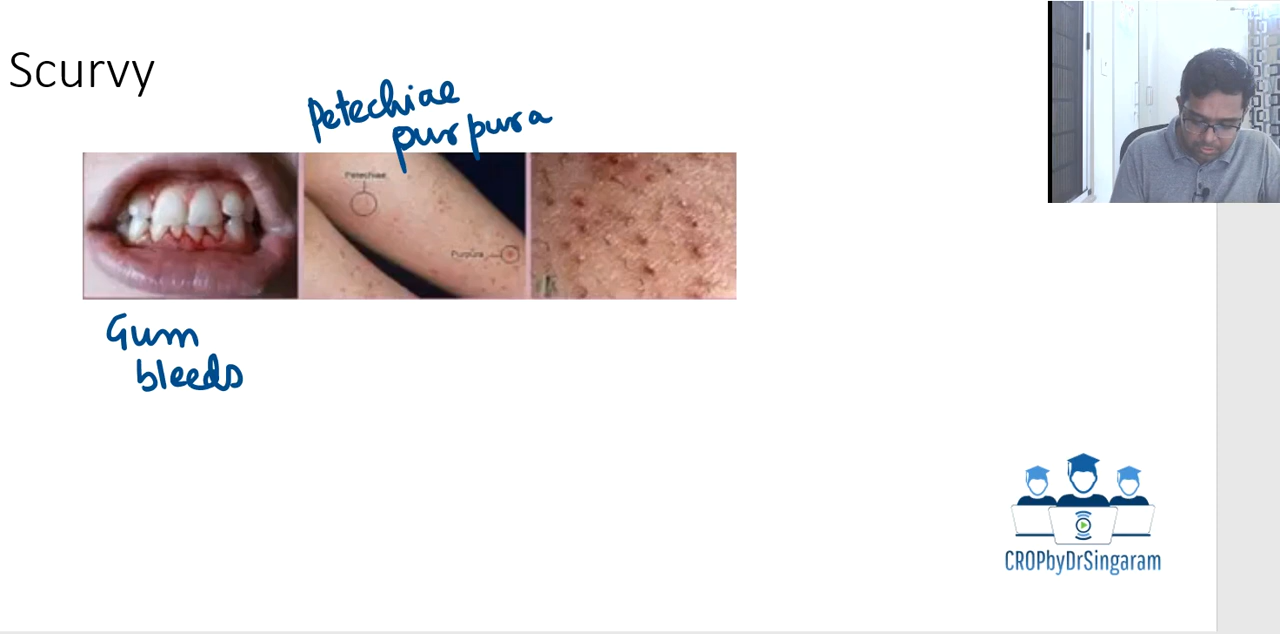 Scurvy
Petechiae
purpura
Petechiae
Purpura
Gum
bleeds
CROPbyDrSingaram